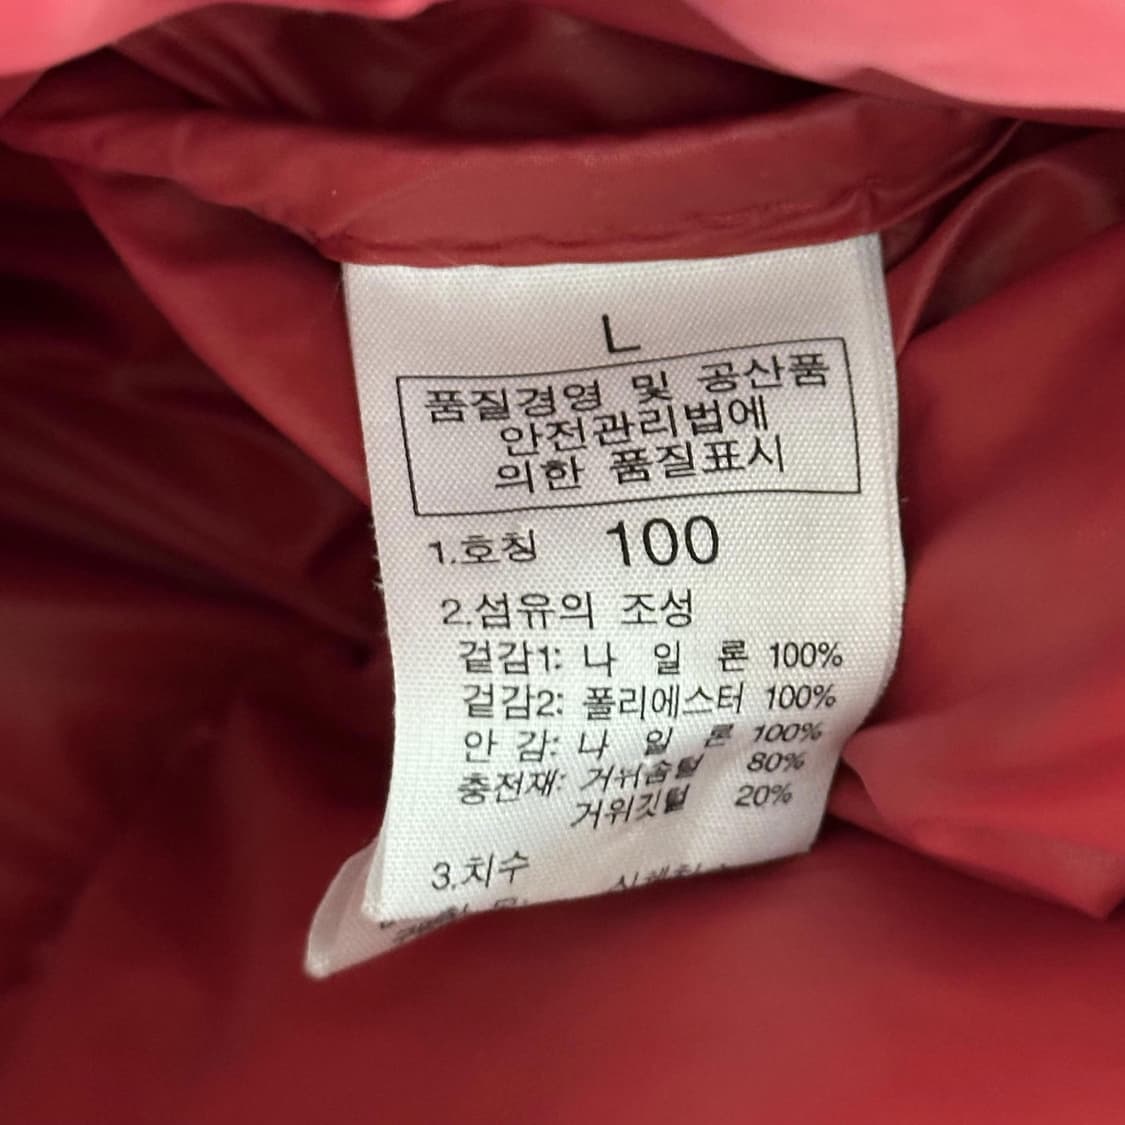 L
품질경영 및 공산품
안전관리법에
의한 품질표시
1.호칭 100
2.섬유의 조성
겉감1: 나 일 론 100%
겉감2: 폴리에스터 100%
안 감: 나 일 론 100%
충전재: 거위솜털 80%
거위깃털 20%
3.치수